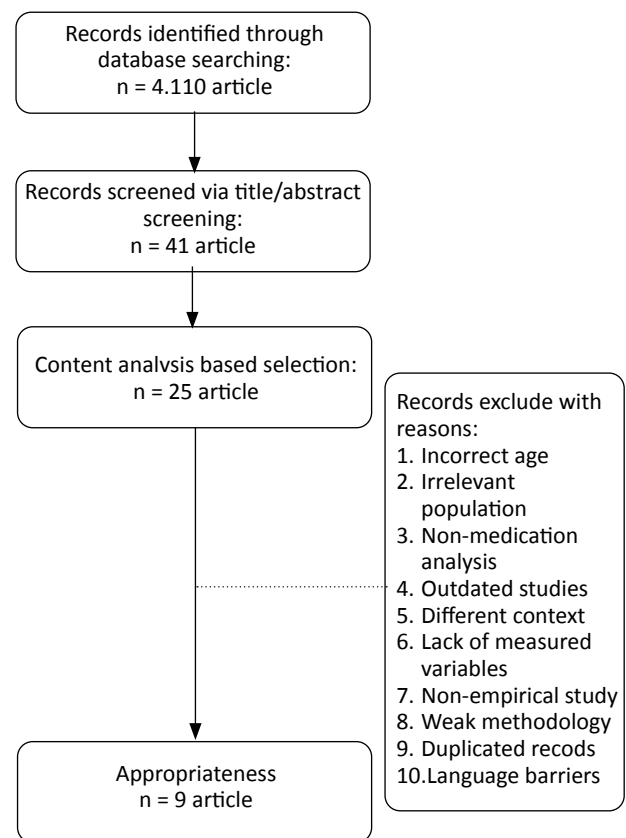 Records identified through
database searching:
n = 4.110 article
Records screened via title/abstract
screening:
n = 41 article
Content analvsis based selection:
n = 25 article
Records exclude with
reasons:
1. Incorrect age
2. Irrelevant
population
3. Non-medication
analysis
4. Outdated studies
5. Different context
6. Lack of measured
variables
7. Non-empirical study
8. Weak methodology
9. Duplicated recods
10.Language barriers
Appropriateness
n = 9 article